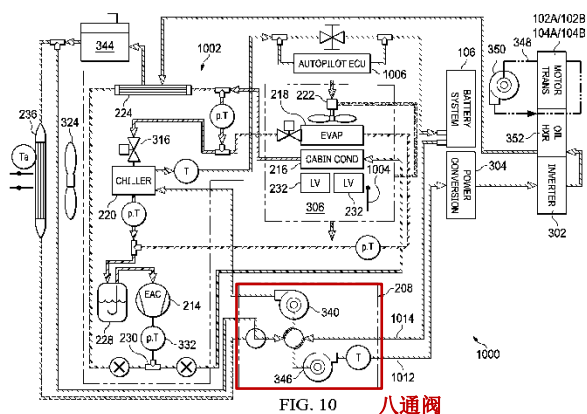 344
1002
AUTOPILOT ECU
1006
106
BATTERY
SYSTEM
102A/102B
104A/104B
350
348
MOTOR
TRANS
236
324
Ta
224
222
218
EVAP
p.T
316
CABIN COND
216
LV
LV
232
232
1004
306
CHILLER
220
T
p.T
p.T
352
OIL
HXR
304
POWER
CONVERSION
INVERTER
302
EAC
214
228
230
p.T
332
208
340
1014
346
T
1012
1000
FIG. 10
八通阀